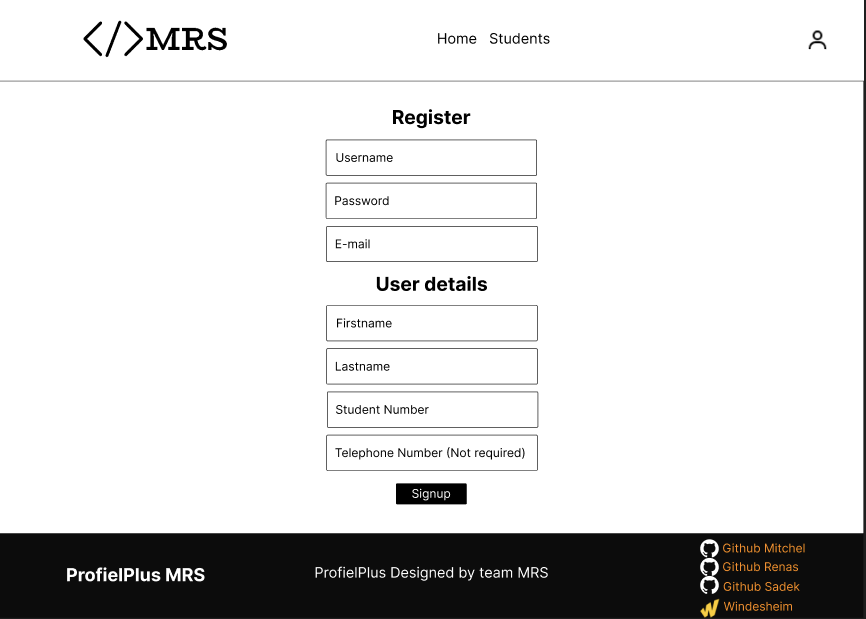 </>MRS
Home Students
Register
Username
Password
E-mail
User details
Firstname
Lastname
Student Number
Telephone Number (Not required)
Signup
ProfielPlus MRS
ProfielPlus Designed by team MRS
Github Mitchel
Github Renas
Github Sadek
Windesheim